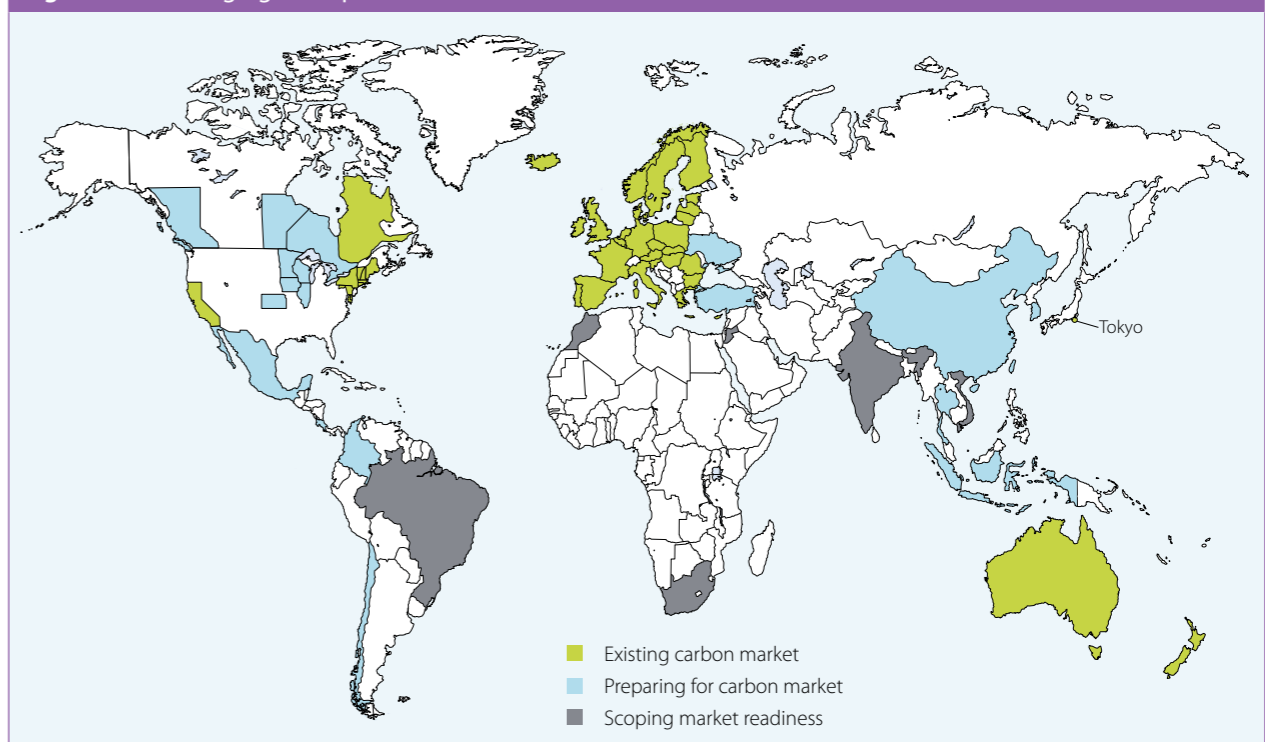 Tokyo
Existing carbon market
Preparing for carbon market
Scoping market readiness